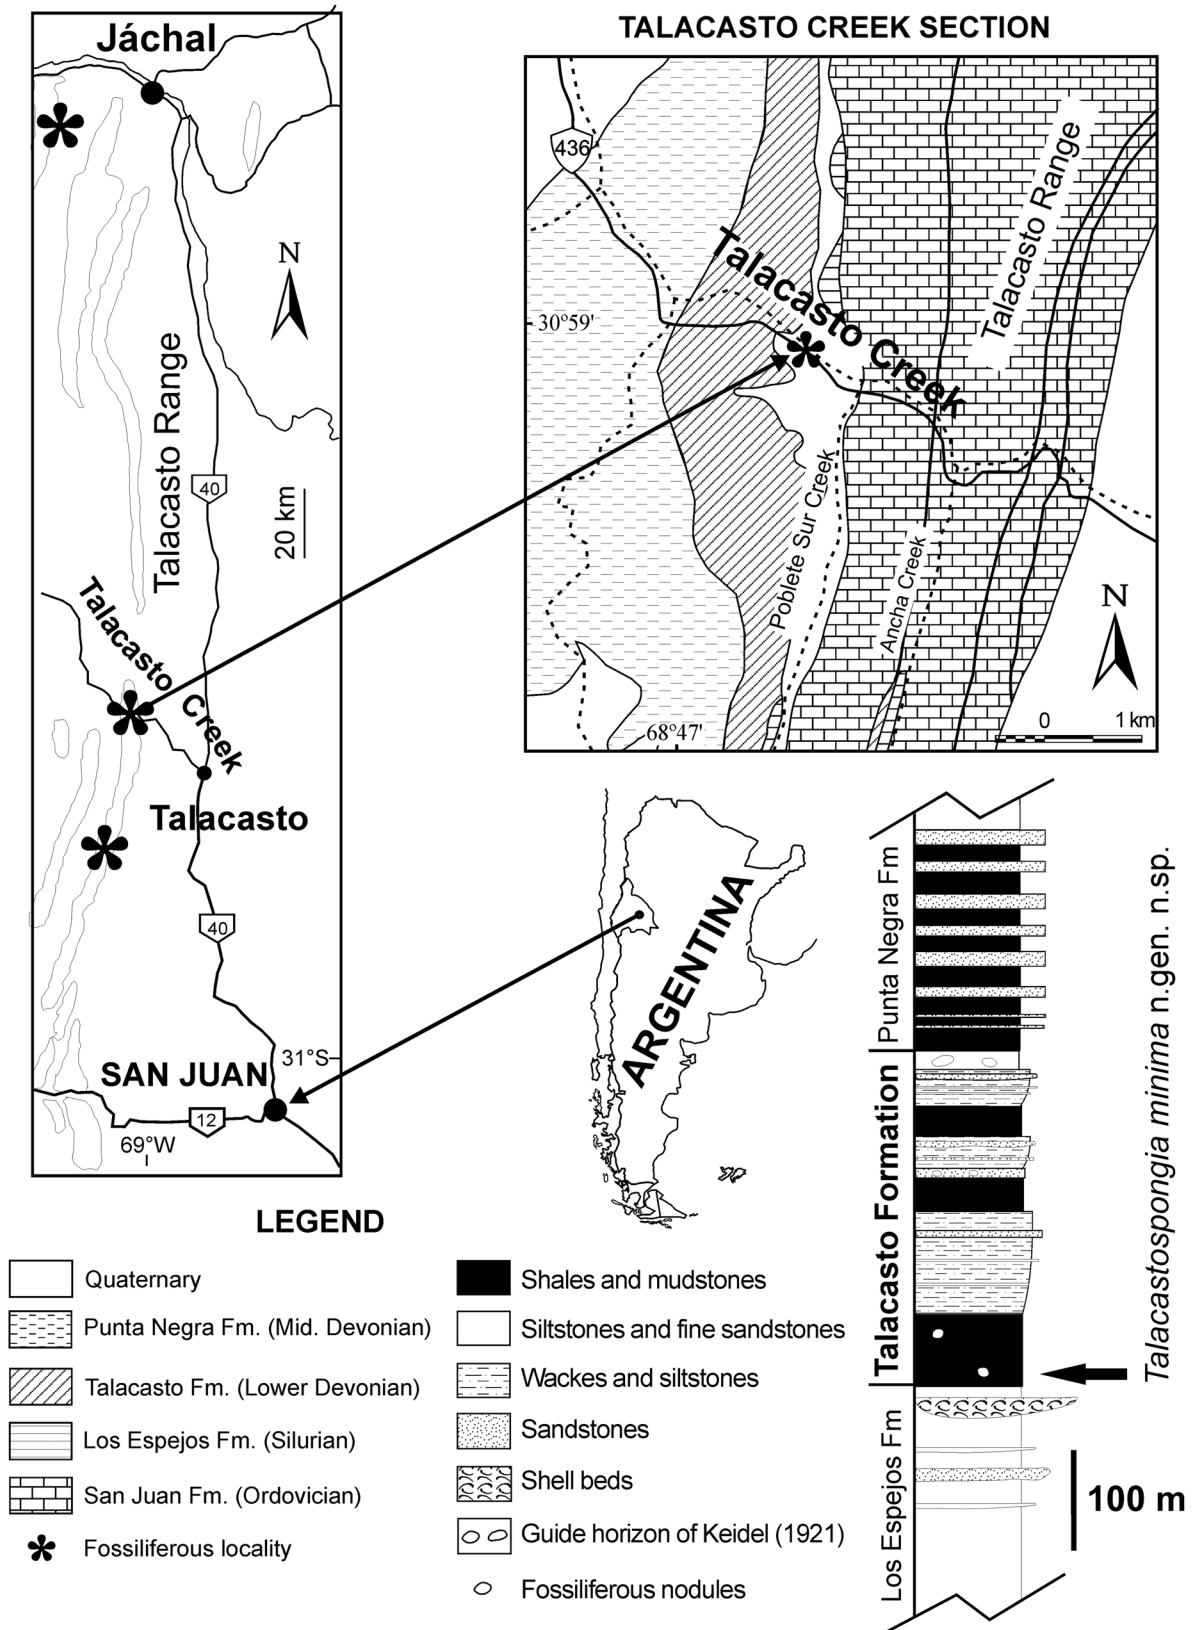 Jáchal
N
Talacasto Range
40
20 km
Talacasto Creek
Talacasto
40
31°S
SAN JUAN
12
69°W
TALACASTO CREEK SECTION
436
Talacasto Range
Talacasto Creek
30º59'
Poblete Sur Creek
Ancha Creek
N
68º47'
0 1 km
ARGENTINA
Punta Negra Fm
Talacasto Formation
Los Espejos Fm
Talacastospongia minima n.gen. n.sp.
100 m
LEGEND
Quaternary
Punta Negra Fm. (Mid. Devonian)
Talacasto Fm. (Lower Devonian)
Los Espejos Fm. (Silurian)
San Juan Fm. (Ordovician)
Fossiliferous locality
Shales and mudstones
Siltstones and fine sandstones
Wackes and siltstones
Sandstones
Shell beds
Guide horizon of Keidel (1921)
Fossiliferous nodules